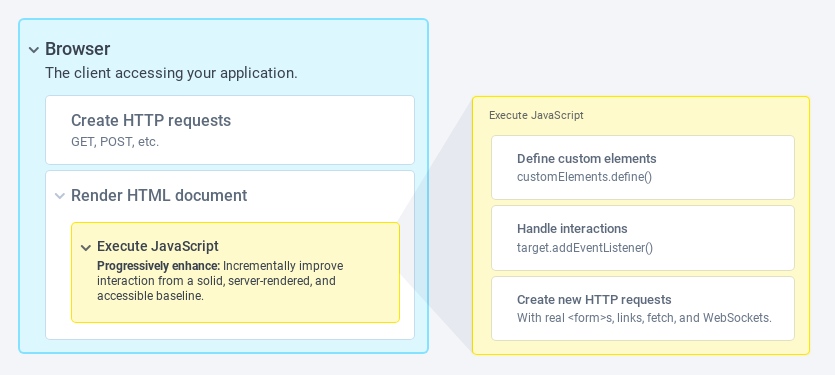 Browser
The client accessing your application.
Create HTTP requests
GET, POST, etc.
Render HTML document
Execute JavaScript
Progressively enhance: Incrementally improve
interaction from a solid, server-rendered, and
accessible baseline.
Execute JavaScript
Define custom elements
customElements.define()
Handle interactions
target.addEventListener()
Create new HTTP requests
With real <form>s, links, fetch, and WebSockets.